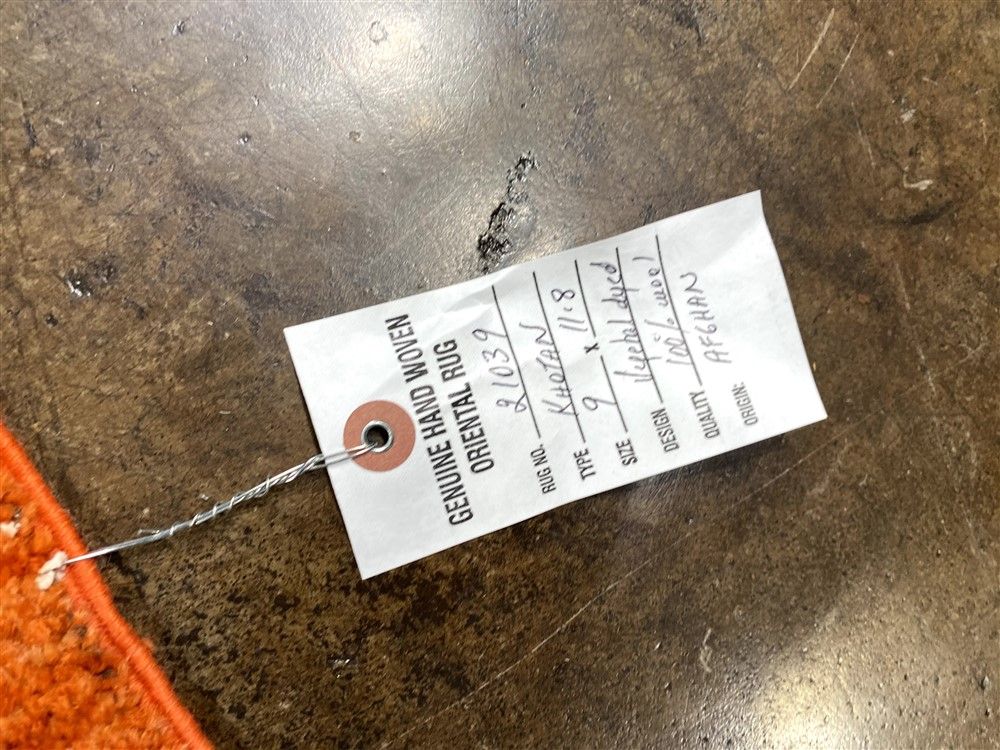 GENUINE HAND WOVEN
ORIENTAL RUG
RUG NO. 21039
TYPE KHOTAN
SIZE 9 x 11.8
DESIGN dyed
QUALITY 100% wool
ORIGIN: AFGHAN